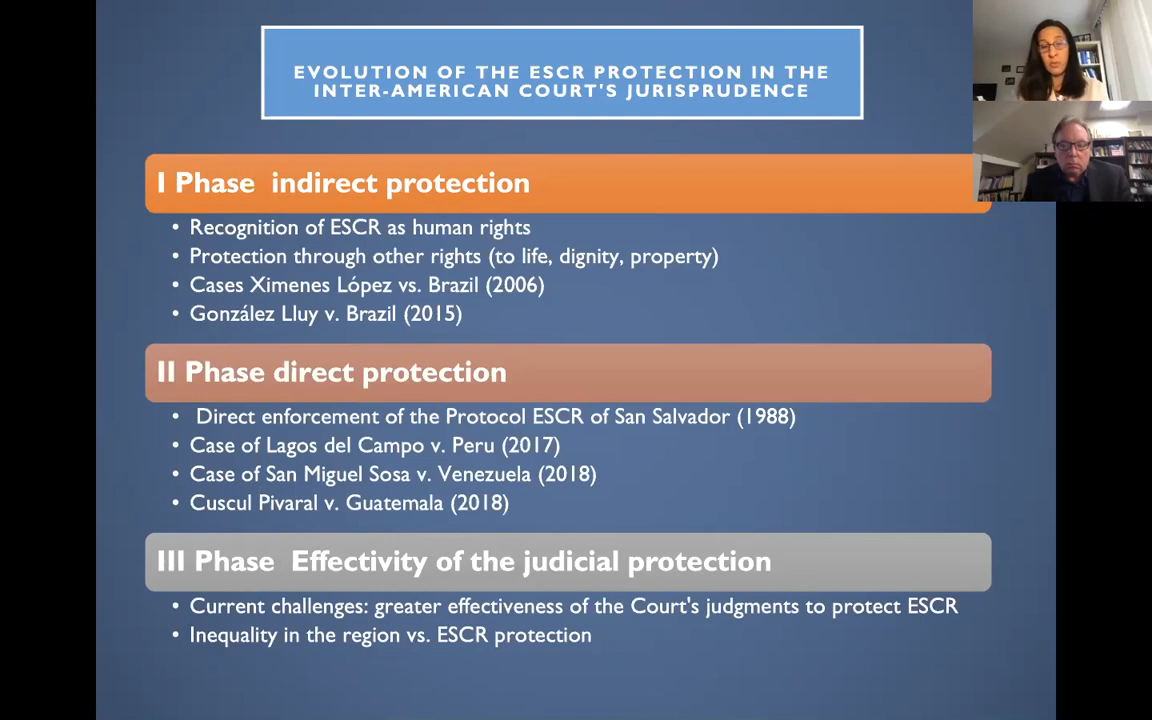 EVOLUTION OF THE ESCR PROTECTION IN THE
INTER-AMERICAN COURT'S JURISPRUDENCE
I Phase indirect protection
• Recognition of ESCR as human rights
• Protection through other rights (to life, dignity, property)
• Cases Ximenes López vs. Brazil (2006)
• González Lluy v. Brazil (2015)
II Phase direct protection
• Direct enforcement of the Protocol ESCR of San Salvador (1988)
• Case of Lagos del Campo v. Peru (2017)
• Case of San Miguel Sosa v. Venezuela (2018)
• Cuscul Pivaral v. Guatemala (2018)
III Phase Effectivity of the judicial protection
• Current challenges: greater effectiveness of the Court's judgments to protect ESCR
• Inequality in the region vs. ESCR protection